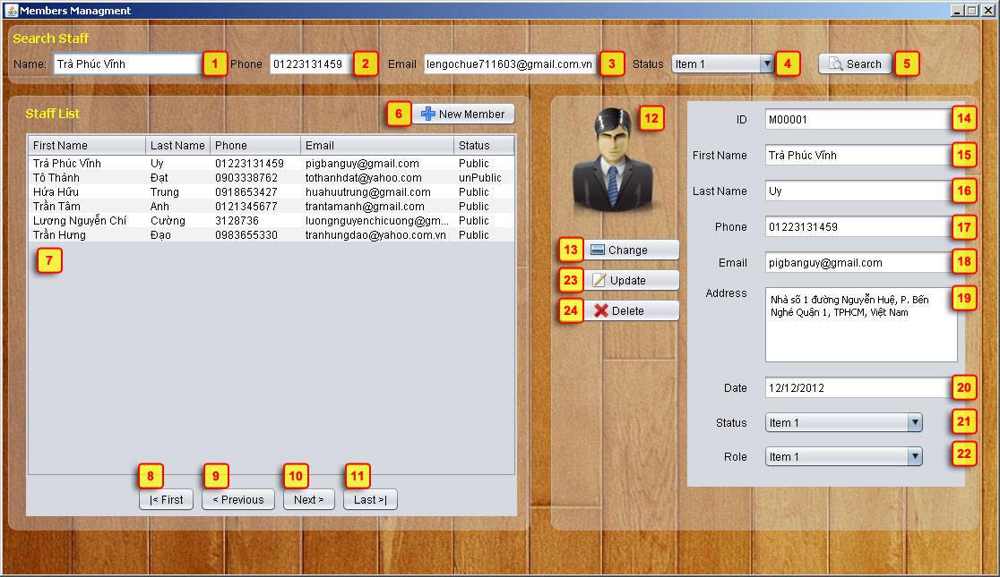 Members Managment
Search Staff
Name: Trà Phúc Vĩnh 1 Phone 01223131459 2 Email lengochue711603@gmail.com.vn 3 Status Item 1 4 Search 5
Staff List 6 New Member
First Name Last Name Phone Email Status
Trà Phúc Vĩnh Uy 01223131459 pigbanguy@gmail.com Public
Tô Thành Đạt 0903338762 tothanhdat@yahoo.com unPublic
Hứa Hữu Trung 0918653427 huahuutrung@gmail.com Public
Trần Tâm Anh 0121345677 trantamanh@gmail.com Public
Lương Nguyễn Chí Cường 3128736 luongnguyenchicuong@gm... Public
Trần Hưng Đạo 0983655330 tranhungdao@yahoo.com.vn Public
7
8 9 10 11
|< First < Previous Next > Last >|
12
13 Change
23 Update
24 Delete
ID M00001 14
First Name Trà Phúc Vĩnh 15
Last Name Uy 16
Phone 01223131459 17
Email pigbanguy@gmail.com 18
Address Nhà số 1 đường Nguyễn Huệ, P. Bến 19
Nghé Quận 1, TPHCM, Việt Nam
Date 12/12/2012 20
Status Item 1 21
Role Item 1 22